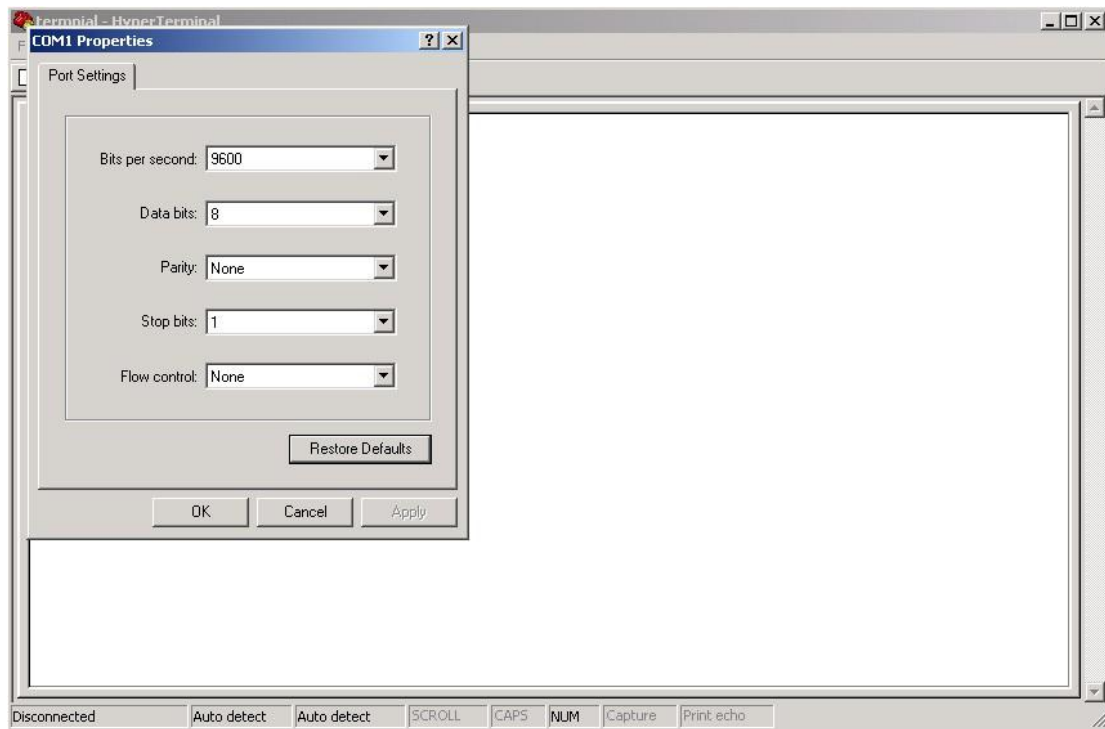 termpial - HyperTerminal
COM1 Properties
F
Port Settings
Bits per second: 9600
Data bits: 8
Parity: None
Stop bits: 1
Flow control: None
Restore Defaults
OK Cancel Apply
Disconnected Auto detect Auto detect SCROLL CAPS NUM Capture Print echo